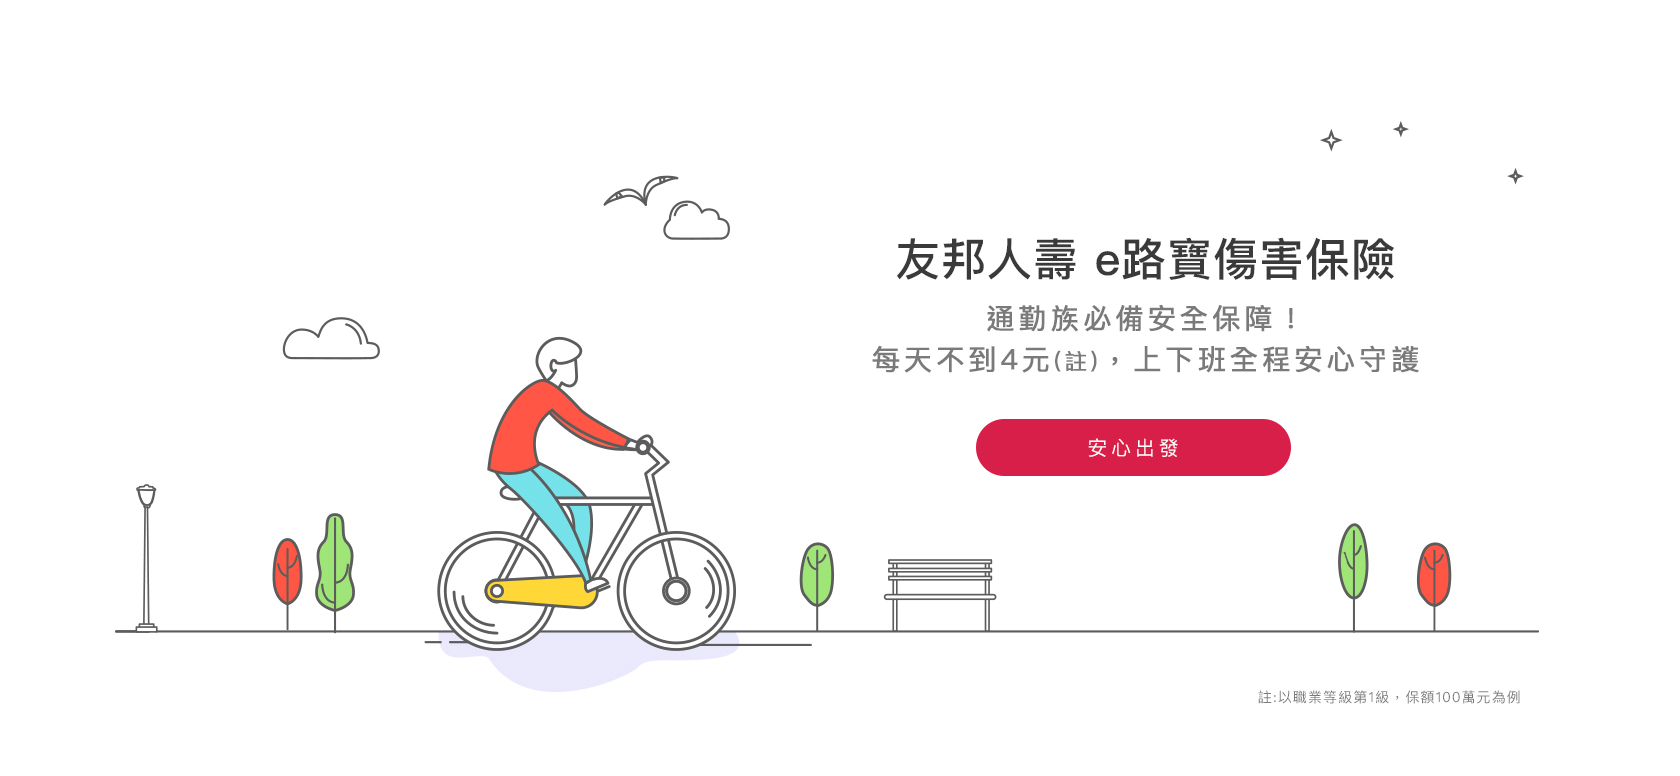 友邦人壽 e路寶傷害保險
通勤族必備安全保障！
每天不到4元(註)，上下班全程安心守護
安心出發
註:以職業等級第1級，保額100萬元為例